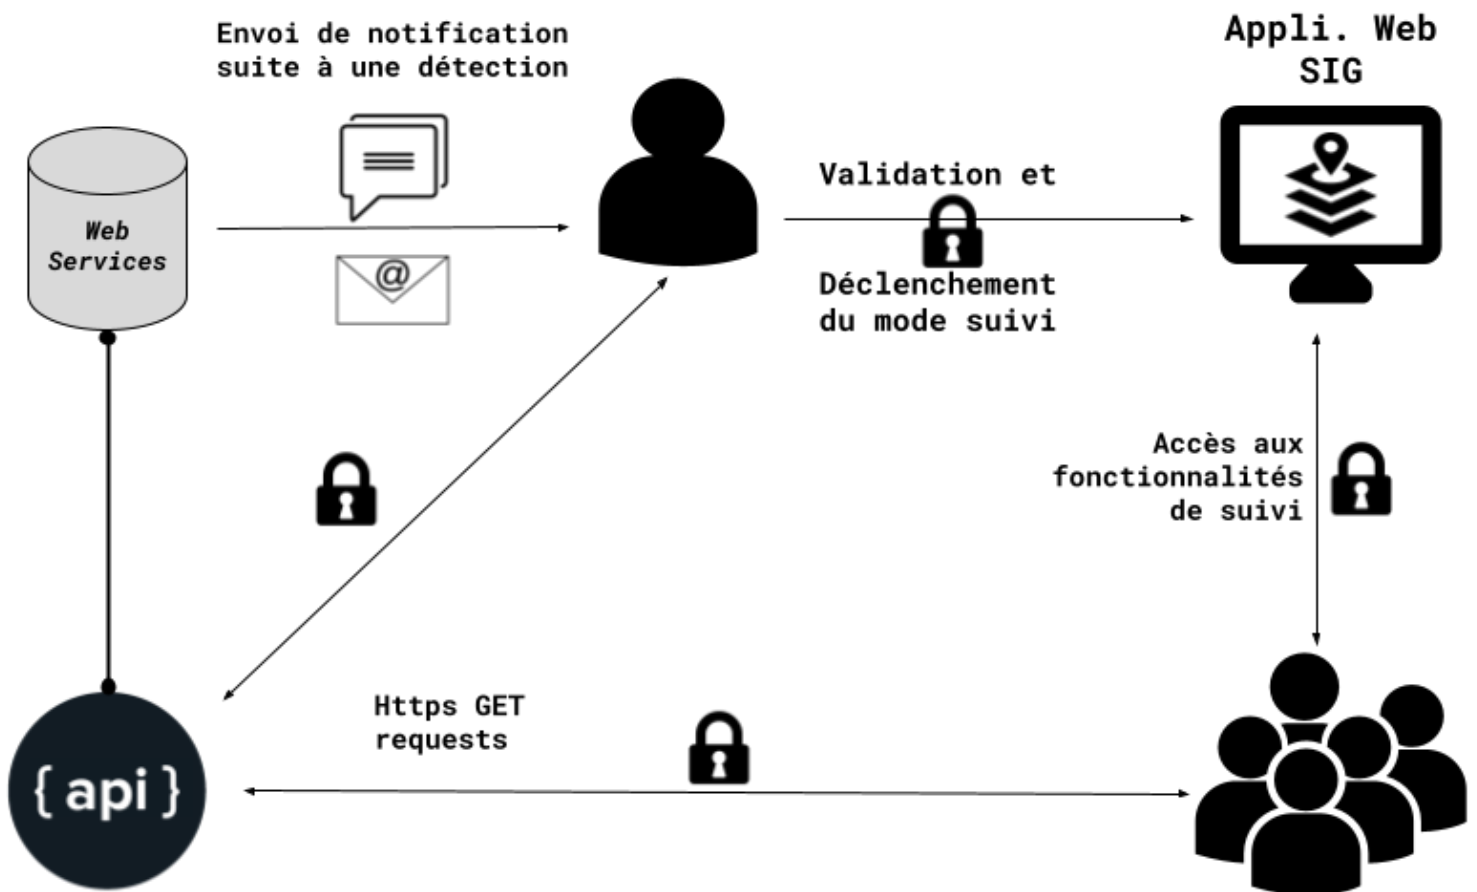 Envoi de notification
suite à une détection
Appli. Web
SIG
Web
Services
@
Validation et
Déclenchement
du mode suivi
Accès aux
fonctionnalités
de suivi
Https GET
requests
{ api }